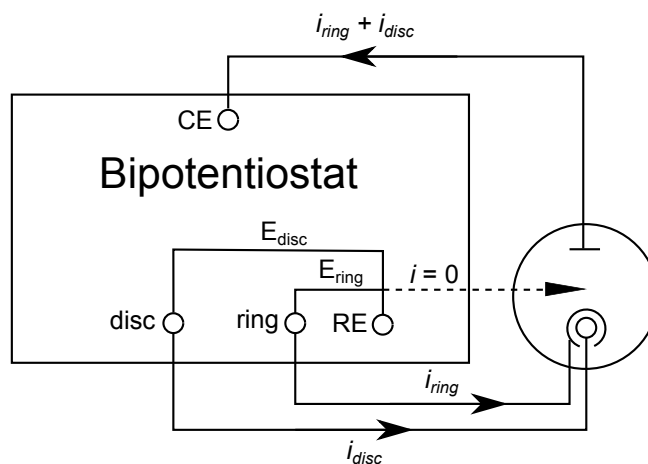 i_ring + i_disc
CE
Bipotentiostat
E_disc
E_ring
i = 0
disc
ring
RE
i_ring
i_disc